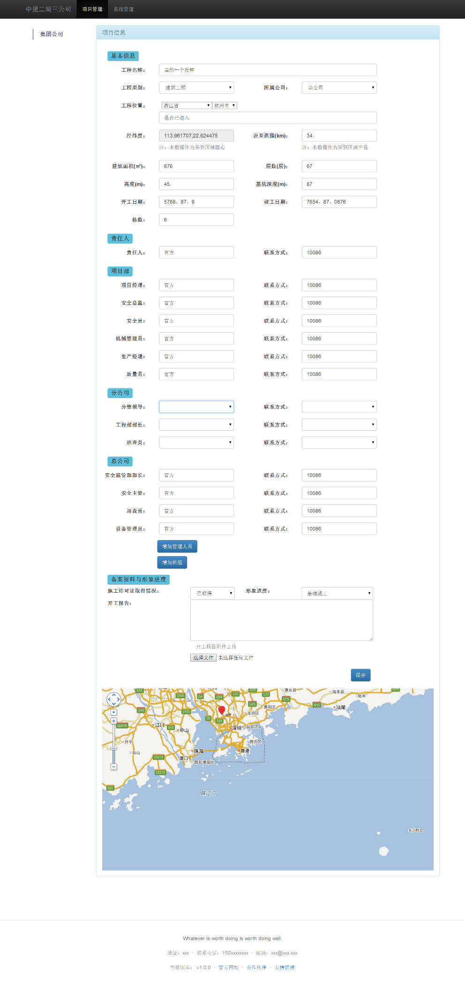 中建二局三公司 项目管理 系统管理
集团公司
项目信息
基本信息
工程名称： 当然一个反弹
工程类别： 建筑工程 所属公司： 总公司
工程位置： 浙江省 杭州市
是否已进入
经纬度： 113.961707,22.624475 误差范围(km)： 34
注：本数据作为签到区域圆心 注：本数据作为签到区域半径
建筑面积(㎡)： 876 层数(层)： 67
高度(m)： 45 基坑深度(m)： 87
开工日期： 5768、87、9 竣工日期： 7654、87、0876
栋数： 6
责任人
责任人： 官方 联系方式： 10086
项目部
项目经理： 官方 联系方式： 10086
安全总监： 官方 联系方式： 10086
安全员： 官方 联系方式： 10086
机械管理员： 官方 联系方式： 10086
生产经理： 官方 联系方式： 10086
质量员： 官方 联系方式： 10086
分公司
分管领导： 联系方式：
工程部部长： 联系方式：
巡查员： 联系方式：
总公司
安全监管部部长： 官方 联系方式： 10086
安全主管： 官方 联系方式： 10086
巡查员： 官方 联系方式： 10086
设备管理员： 官方 联系方式： 10086
增加管理人员
增加班组
备案资料与形象进度
施工许可证取得情况： 已取得 形象进度： 基础施工
开工报告：
开工报告附件上传
选择文件 未选择任何文件
保存
G15 G25 惠东县 海丰县 G15
S105 G4 G94 S20 S23 陆丰
G15 G25 惠阳区 G15 汕尾
G94 S105 龙岗区
S3 S33
G2518 江门 S43 中山 深圳 盐田区
开平 西贡区
台山 珠海 香港
S3213 澳门 路氹填海区
S3213
S32
珠江口
东沙群岛
Whatever is worth doing is worth doing well.
地址：xxx · 联系电话：150xxxxxxxx · 邮箱：xxx@xxx.xxx
当前版本： v1.0.0 · 官方网站 · 合作伙伴 · 友情链接